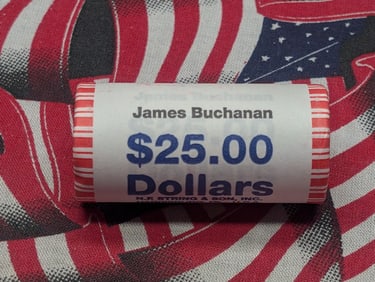 James Buchanan
$25.00
Dollars
N.F. STRING & SON, INC.